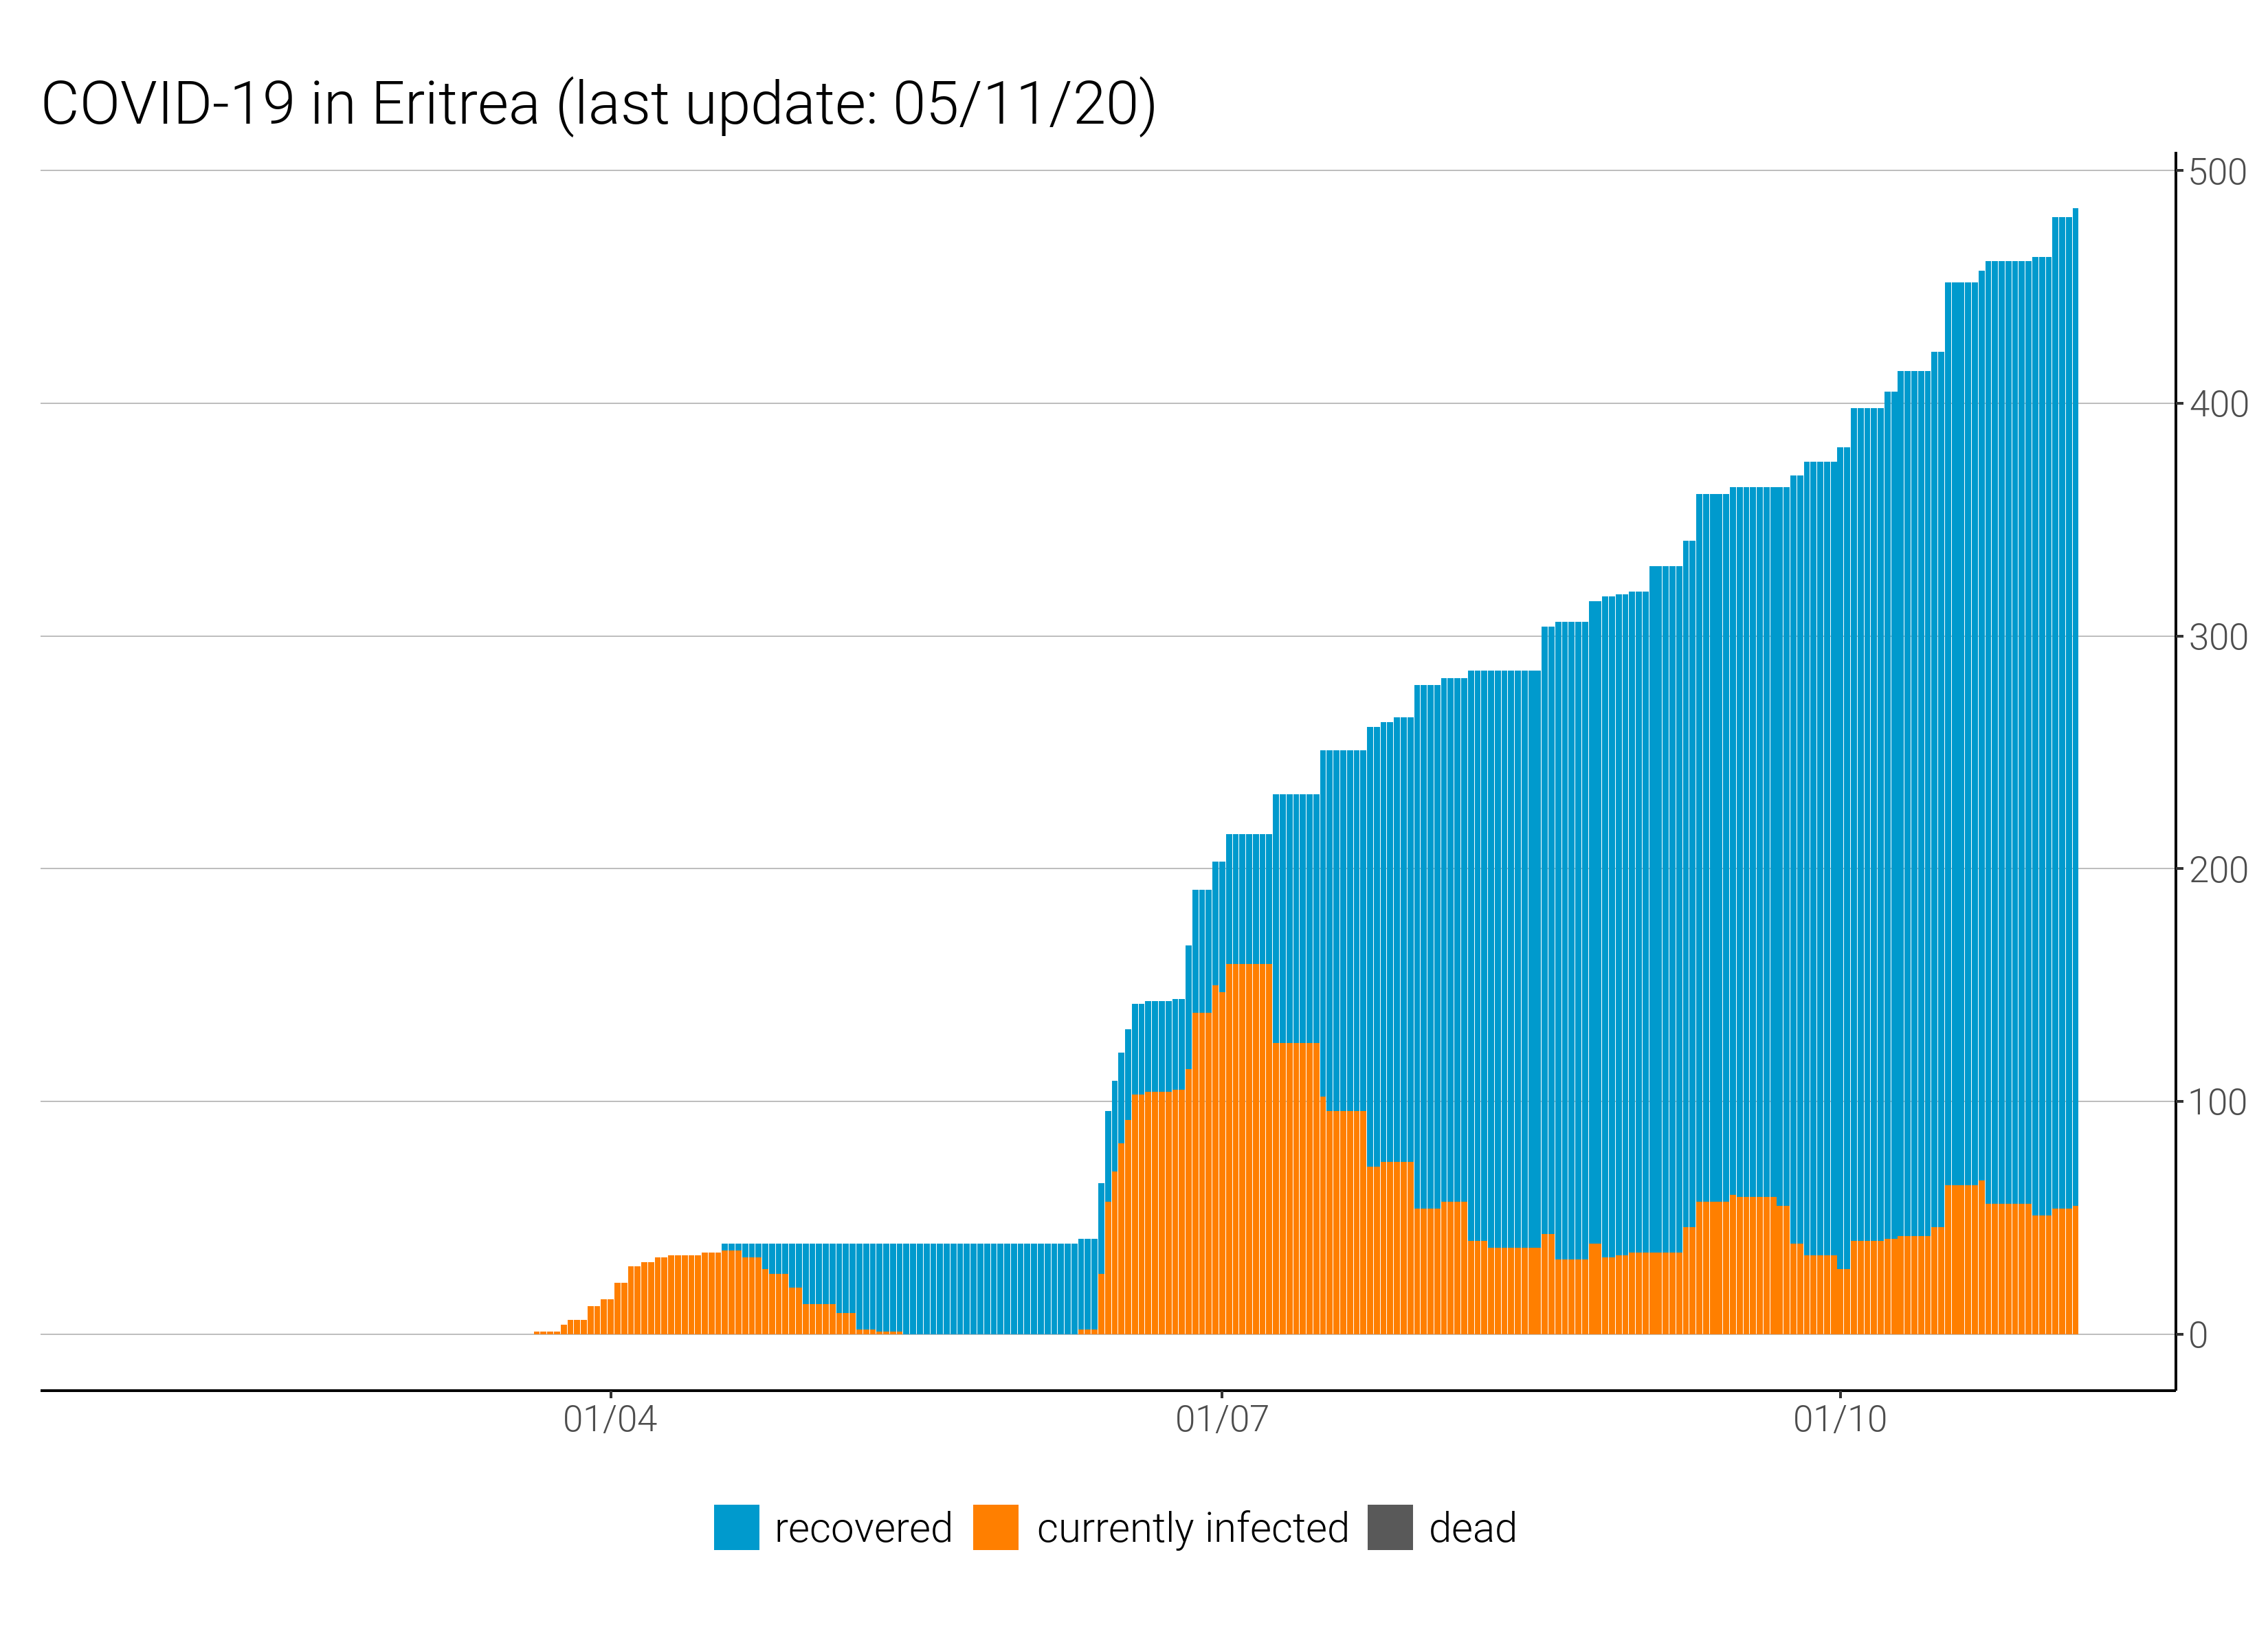 COVID-19 in Eritrea (last update: 05/11/20)
500
400
300
200
100
0
01/04 01/07 01/10
recovered currently infected dead